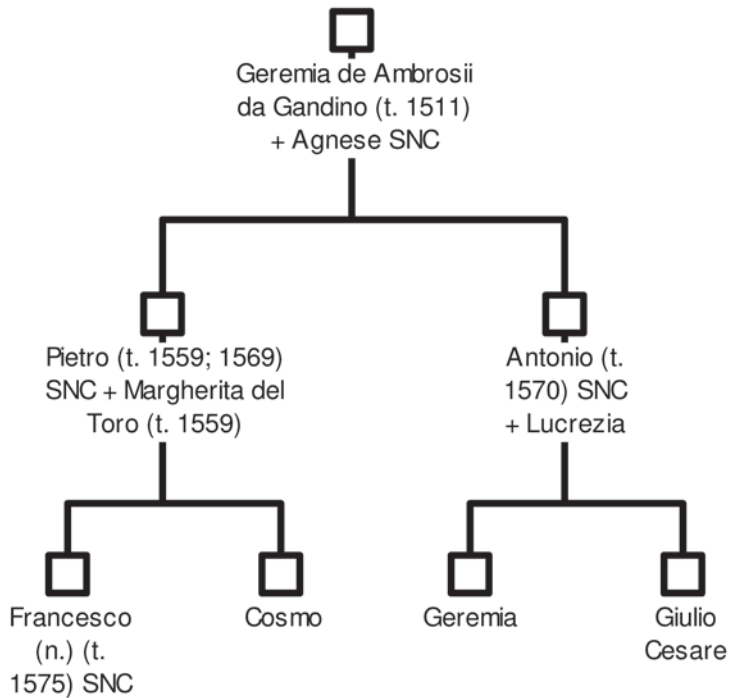 Geremia de Ambrosii
da Gandino (t. 1511)
+ Agnese SNC
Pietro (t. 1559; 1569)
SNC + Margherita del
Toro (t. 1559)
Antonio (t.
1570) SNC
+ Lucrezia
Francesco
(n.) (t.
1575) SNC
Cosmo
Geremia
Giulio
Cesare